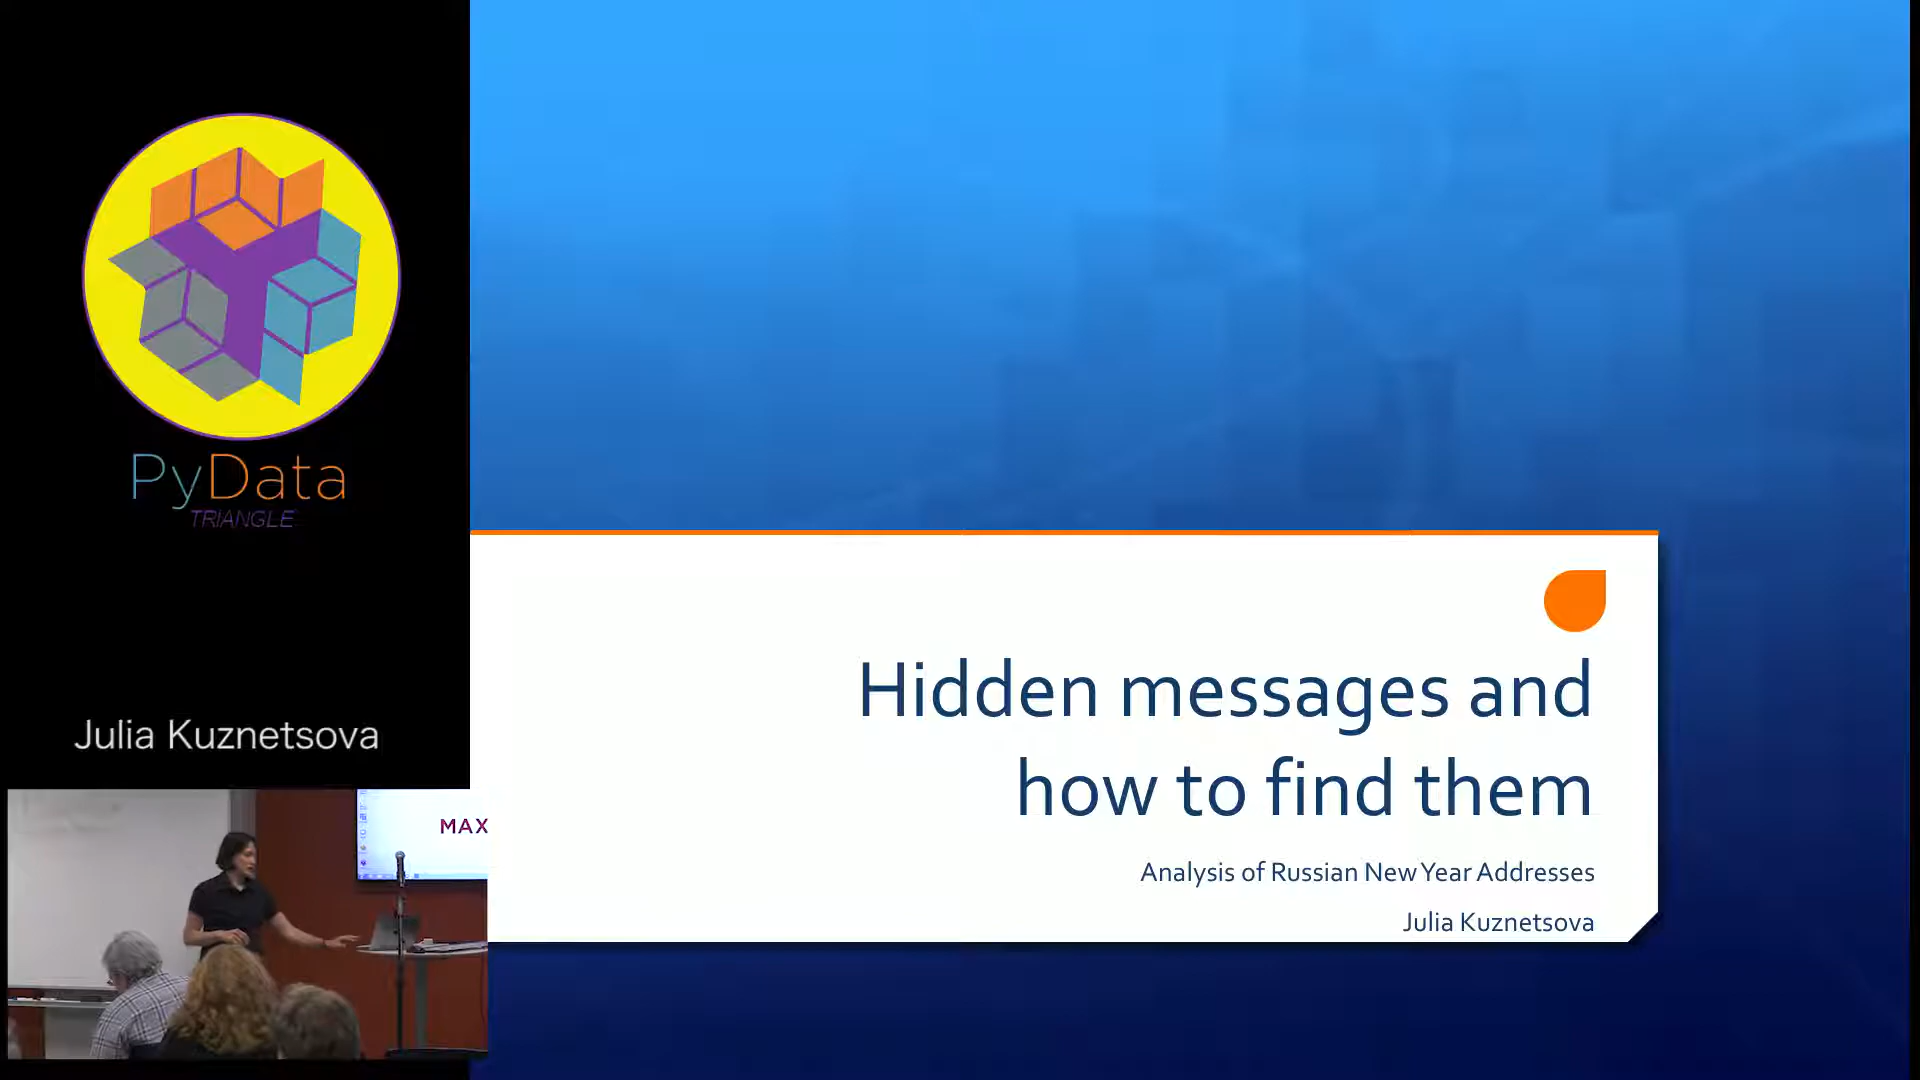 PyData
TRIANGLE
Julia Kuznetsova
MAX
Hidden messages and
how to find them
Analysis of Russian New Year Addresses
Julia Kuznetsova